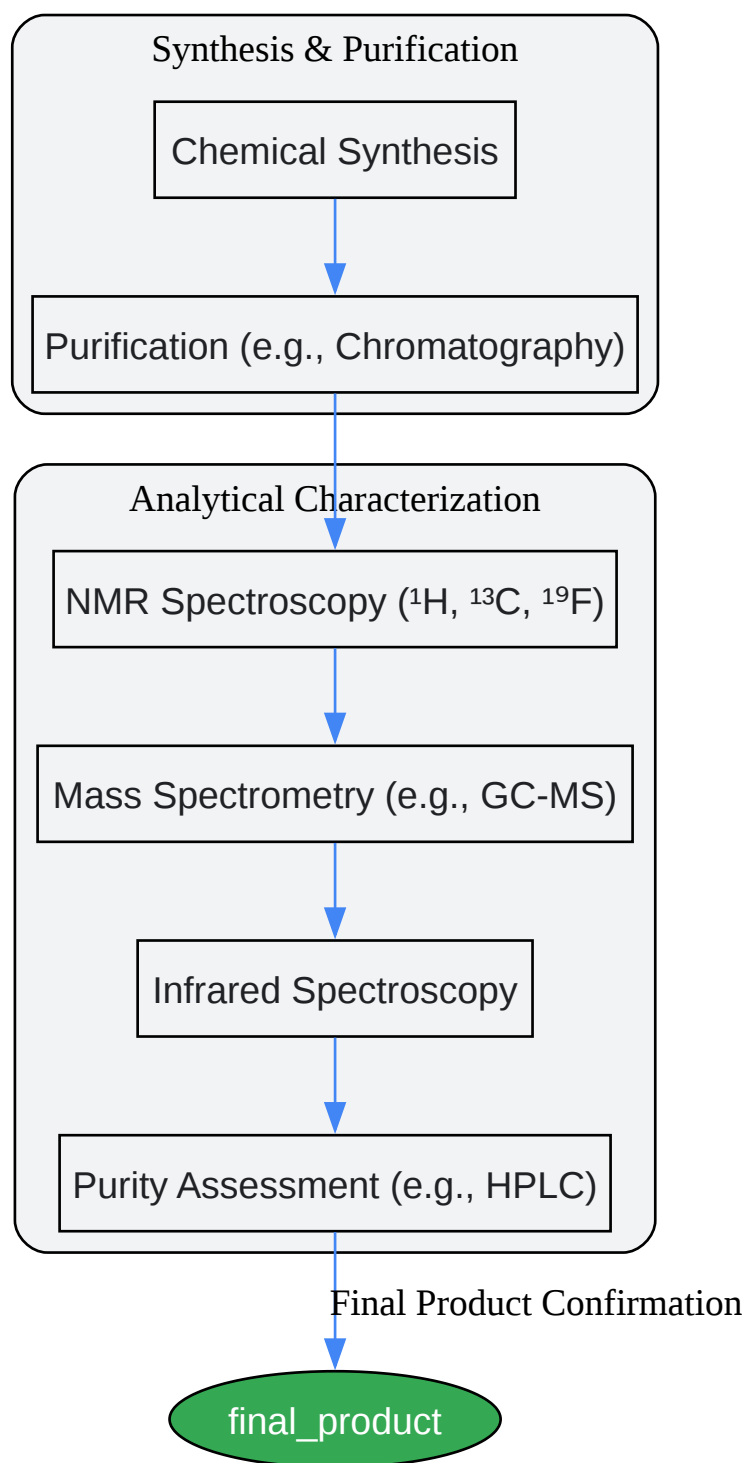 Synthesis & Purification
Chemical Synthesis
Purification (e.g., Chromatography)
Analytical Characterization
NMR Spectroscopy (¹H, ¹³C, ¹⁹F)
Mass Spectrometry (e.g., GC-MS)
Infrared Spectroscopy
Purity Assessment (e.g., HPLC)
Final Product Confirmation
final_product